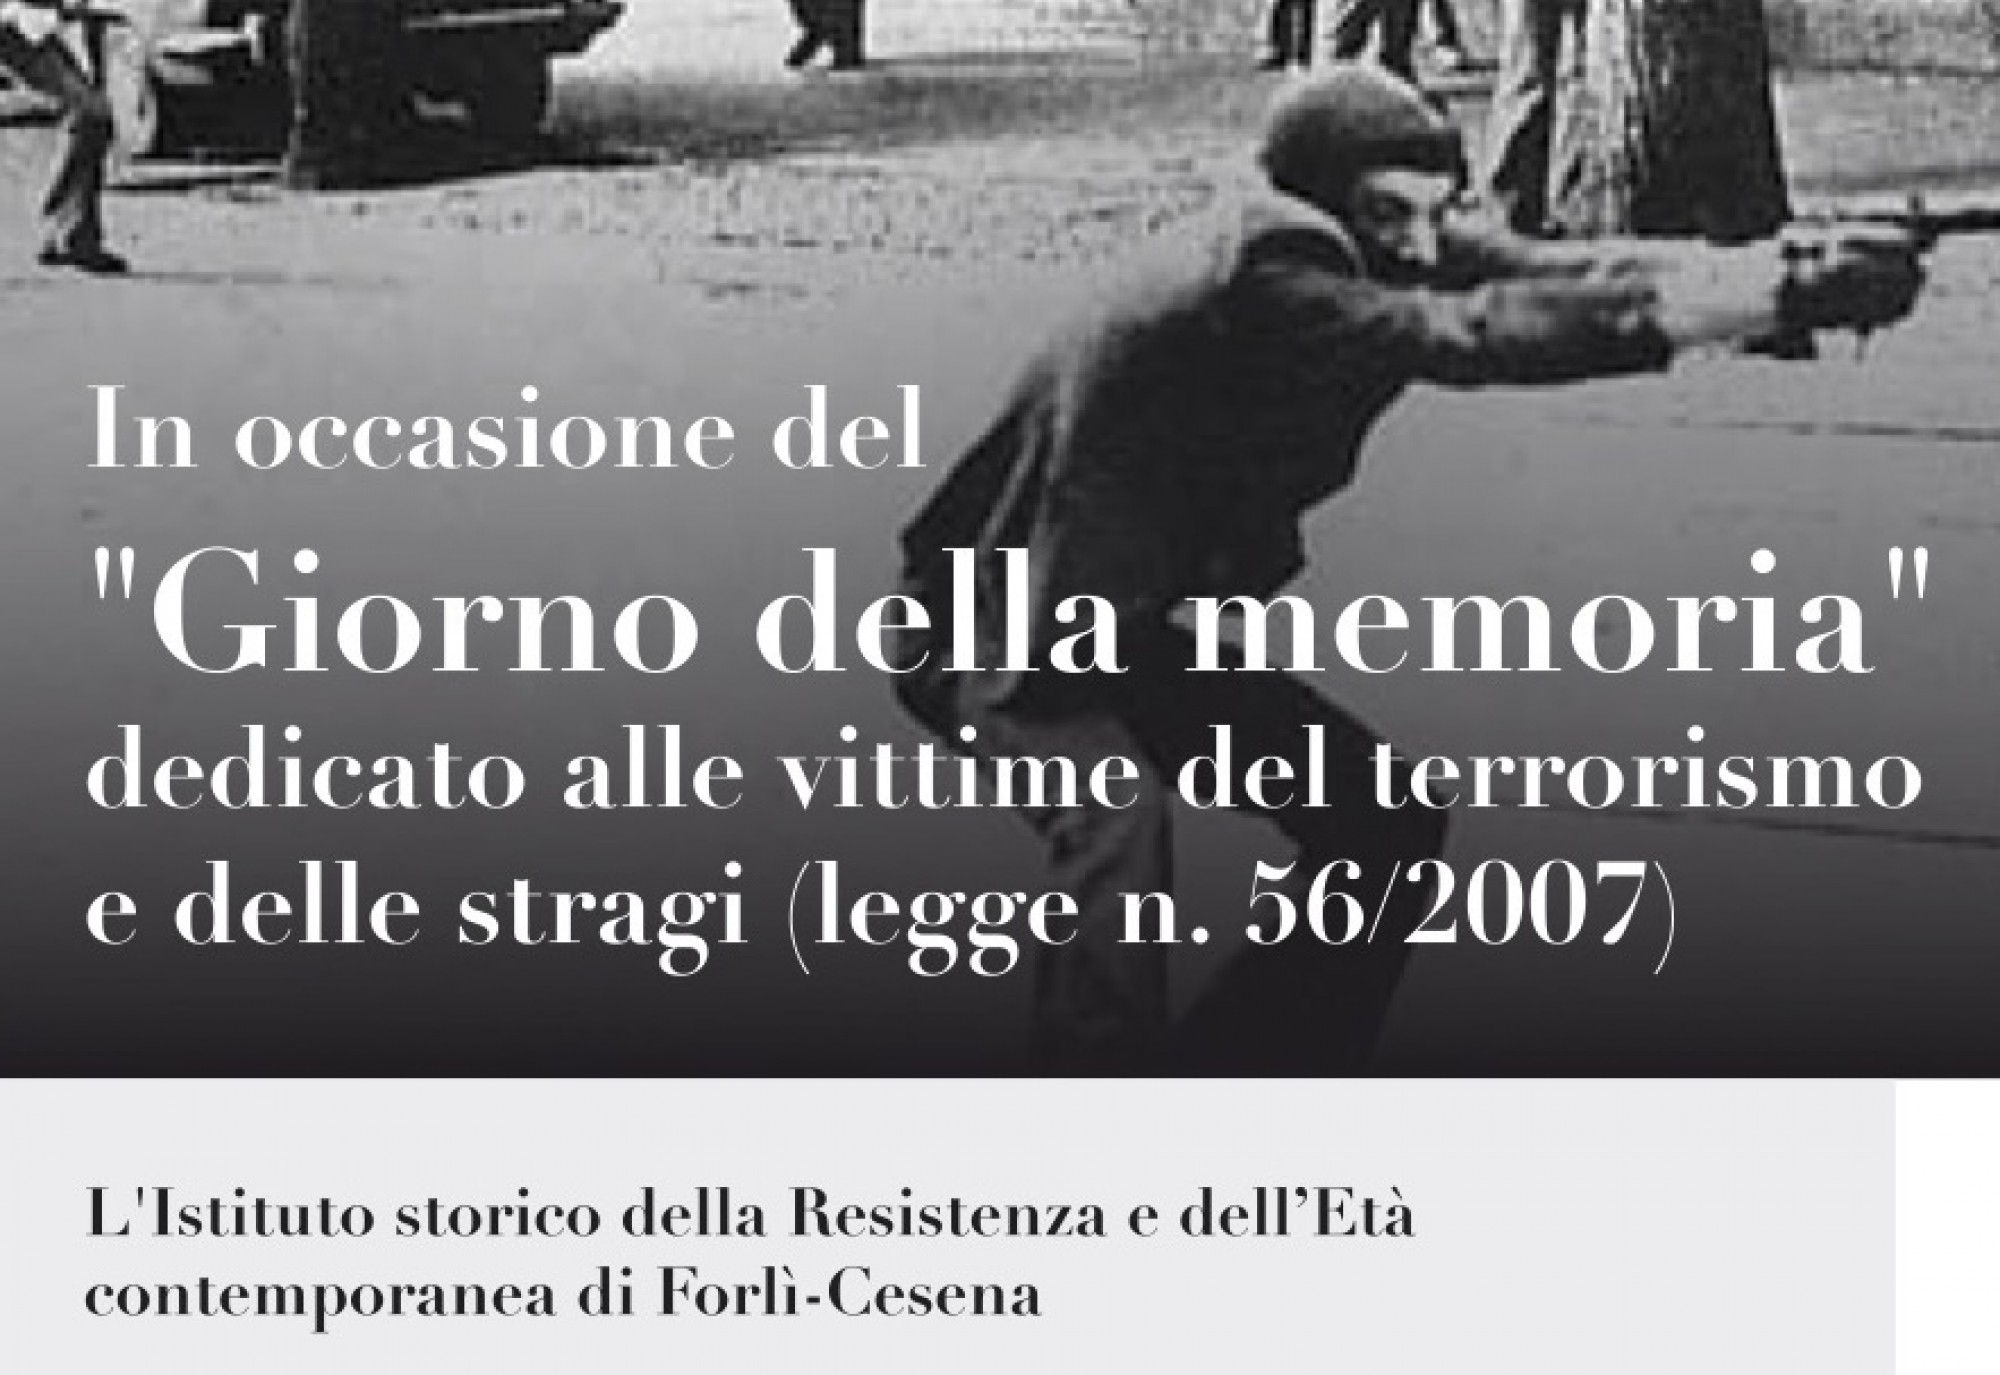 In occasione del
"Giorno della memoria"
dedicato alle vittime del terrorismo
e delle stragi (legge n. 56/2007)
L'Istituto storico della Resistenza e dell’Età
contemporanea di Forlì-Cesena